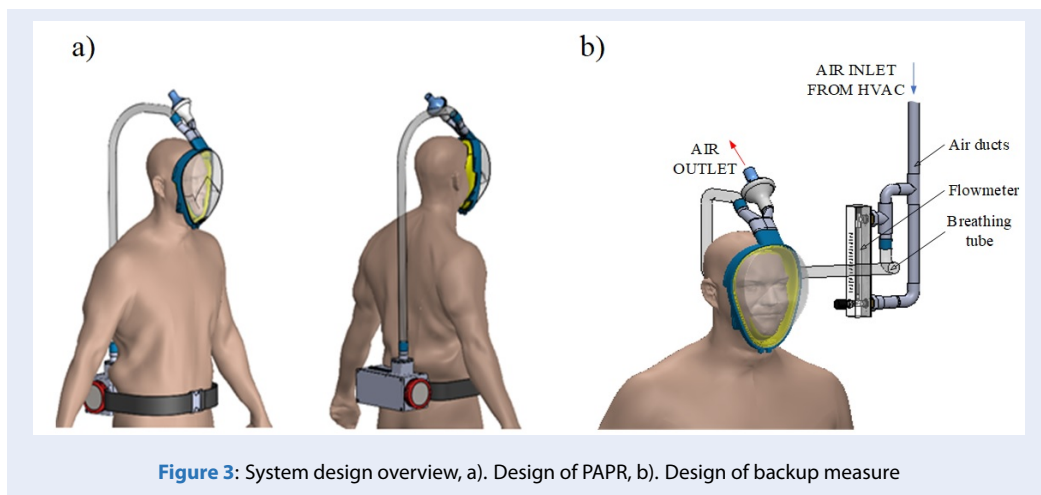 a)
b)
AIR INLET
FROM HVAC
AIR
OUTLET
Air ducts
Flowmeter
Breathing
tube
Figure 3: System design overview, a). Design of PAPR, b). Design of backup measure